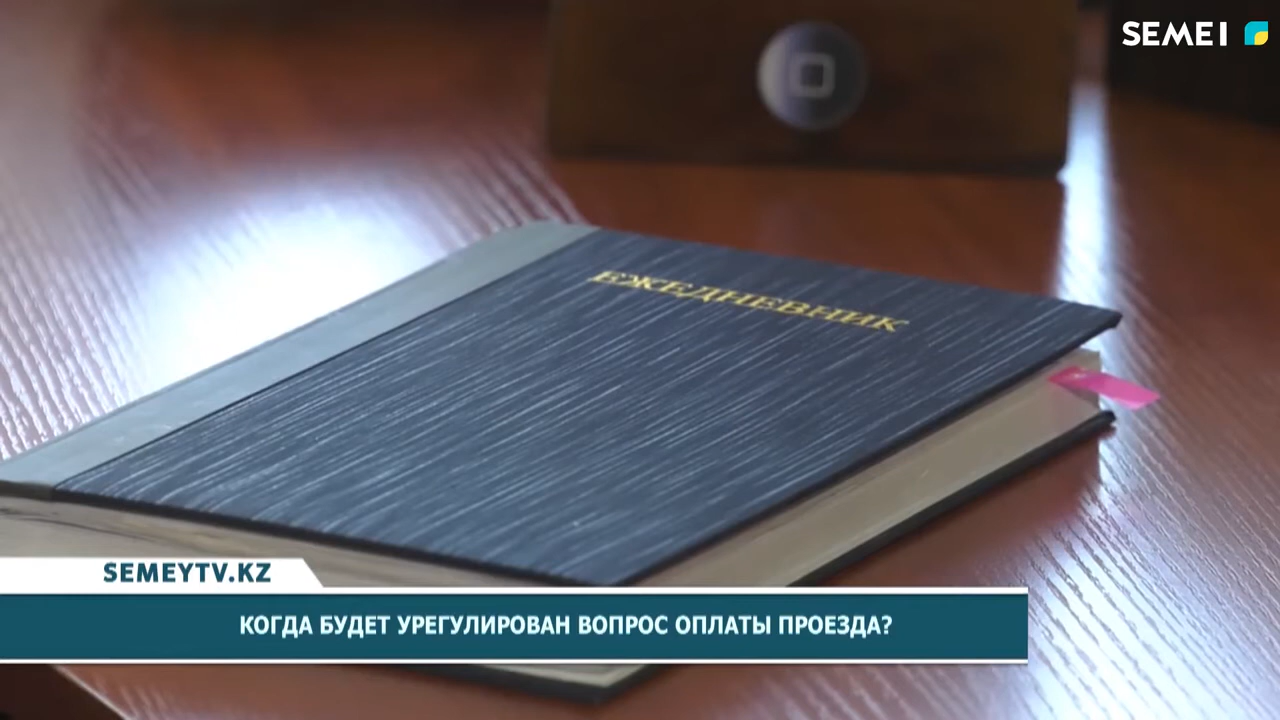 SEMEI
ЕЖЕДНЕВНИК
SEMEYTV.KZ
КОГДА БУДЕТ УРЕГУЛИРОВАН ВОПРОС ОПЛАТЫ ПРОЕЗДА?